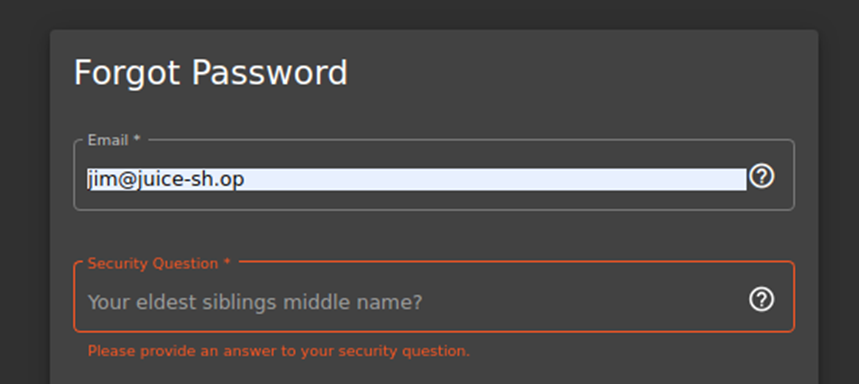 Forgot Password
Email *
jim@juice-sh.op
Security Question *
Your eldest siblings middle name?
Please provide an answer to your security question.